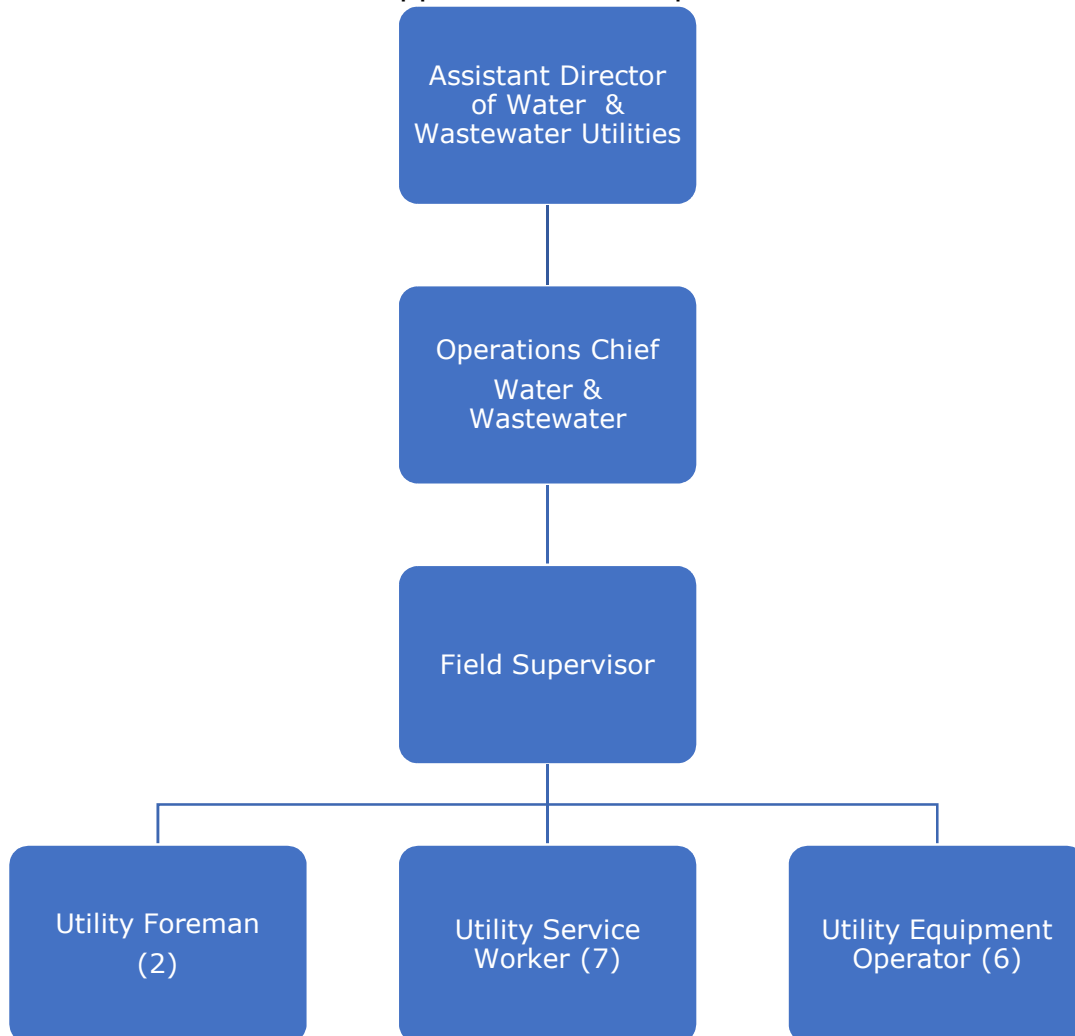 Assistant Director
of Water &
Wastewater Utilities
Operations Chief
Water &
Wastewater
Field Supervisor
Utility Foreman
(2)
Utility Service
Worker (7)
Utility Equipment
Operator (6)